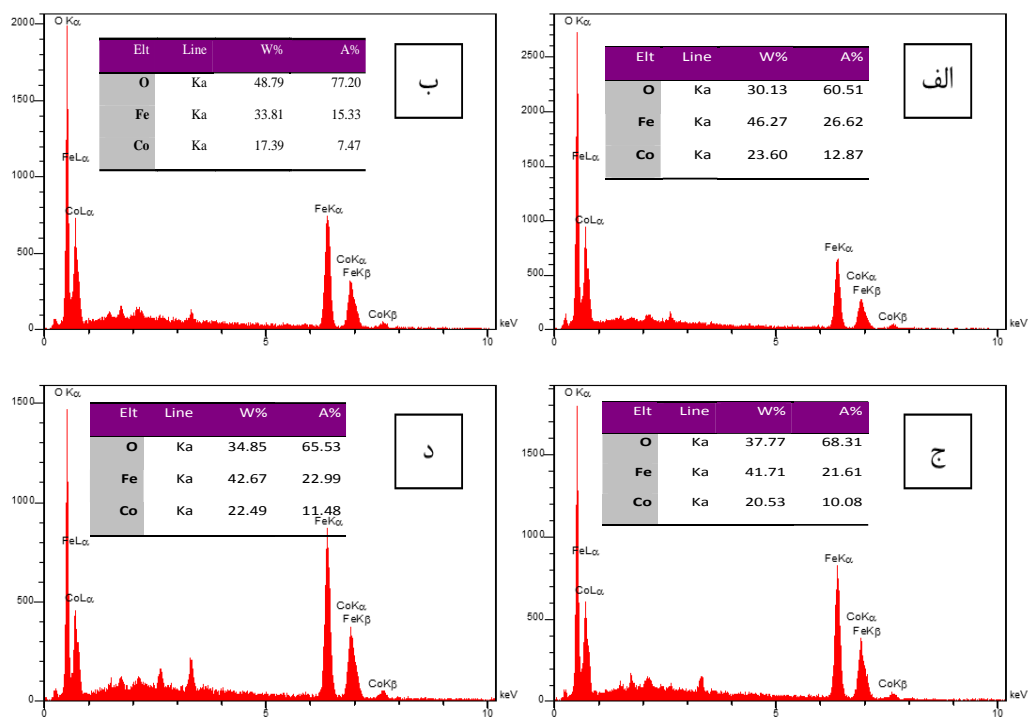 الف
O Kα
Elt Line W% A%
O Ka 30.13 60.51
Fe Ka 46.27 26.62
Co Ka 23.60 12.87
2500
2000
1500
1000
500
0
FeLα
CoLα
FeKα
CoKα
FeKβ
CoKβ
keV
0 5 10
ب
O Kα
Elt Line W% A%
O Ka 48.79 77.20
Fe Ka 33.81 15.33
Co Ka 17.39 7.47
2000
1500
1000
500
0
FeLα
CoLα
FeKα
CoKα
FeKβ
CoKβ
keV
0 5 10
ج
O Kα
Elt Line W% A%
O Ka 37.77 68.31
Fe Ka 41.71 21.61
Co Ka 20.53 10.08
1500
1000
500
0
FeLα
CoLα
FeKα
CoKα
FeKβ
CoKβ
keV
0 5 10
د
O Kα
Elt Line W% A%
O Ka 34.85 65.53
Fe Ka 42.67 22.99
Co Ka 22.49 11.48
1500
1000
500
0
FeLα
CoLα
FeKα
CoKα
FeKβ
CoKβ
keV
0 5 10